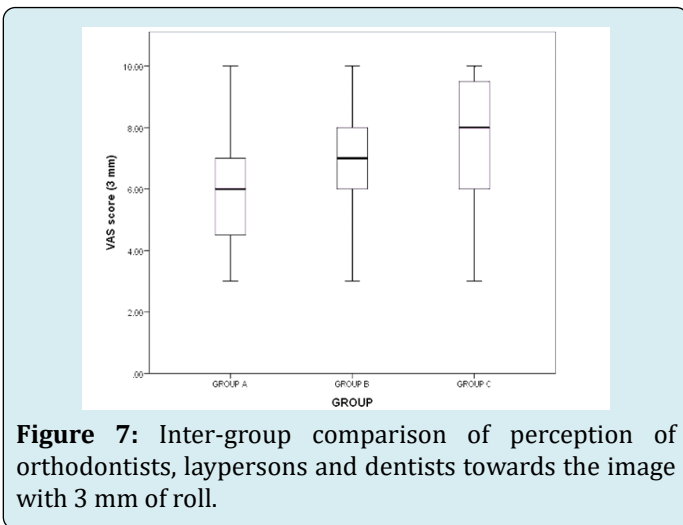 10.00
8.00
6.00
4.00
2.00
.00
VAS score (3 mm)
GROUP A GROUP B GROUP C
GROUP
Figure 7: Inter-group comparison of perception of
orthodontists, laypersons and dentists towards the image
with 3 mm of roll.